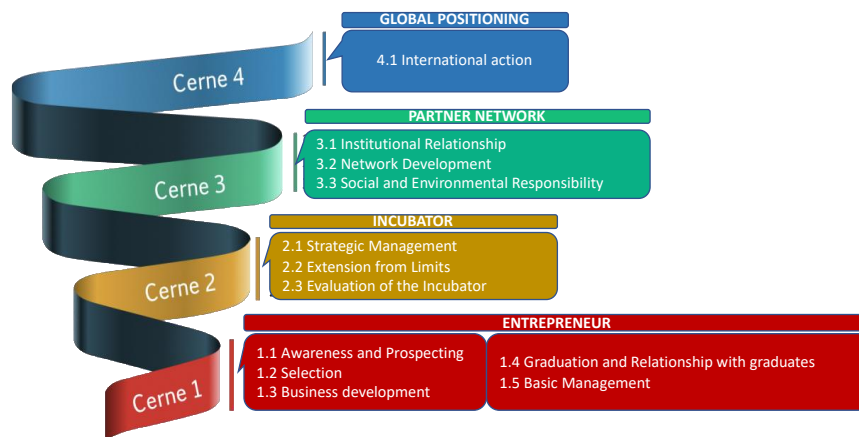 GLOBAL POSITIONING
Cerne 4
4.1 International action
PARTNER NETWORK
Cerne 3
3.1 Institutional Relationship
3.2 Network Development
3.3 Social and Environmental Responsibility
INCUBATOR
Cerne 2
2.1 Strategic Management
2.2 Extension from Limits
2.3 Evaluation of the Incubator
ENTREPRENEUR
Cerne 1
1.1 Awareness and Prospecting
1.2 Selection
1.3 Business development
1.4 Graduation and Relationship with graduates
1.5 Basic Management